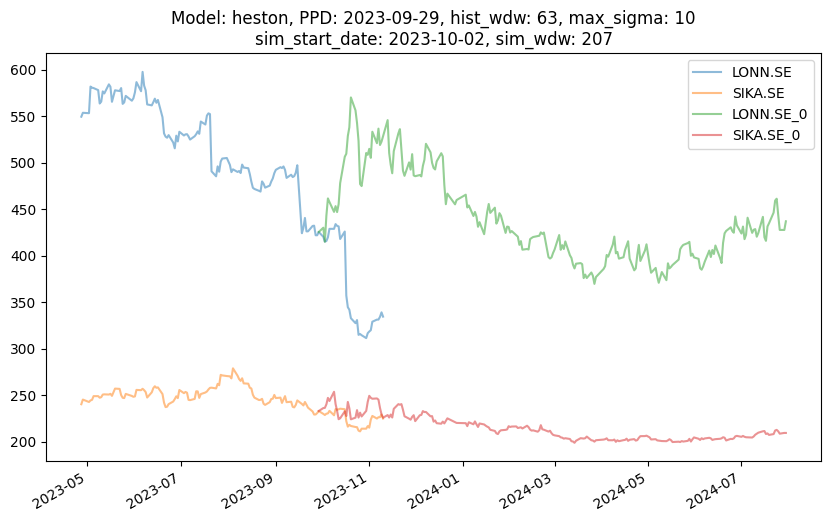 Model: heston, PPD: 2023-09-29, hist_wdw: 63, max_sigma: 10
sim_start_date: 2023-10-02, sim_wdw: 207
LONN.SE
SIKA.SE
LONN.SE_0
SIKA.SE_0
600
550
500
450
400
350
300
250
200
2023-05
2023-07
2023-09
2023-11
2024-01
2024-03
2024-05
2024-07